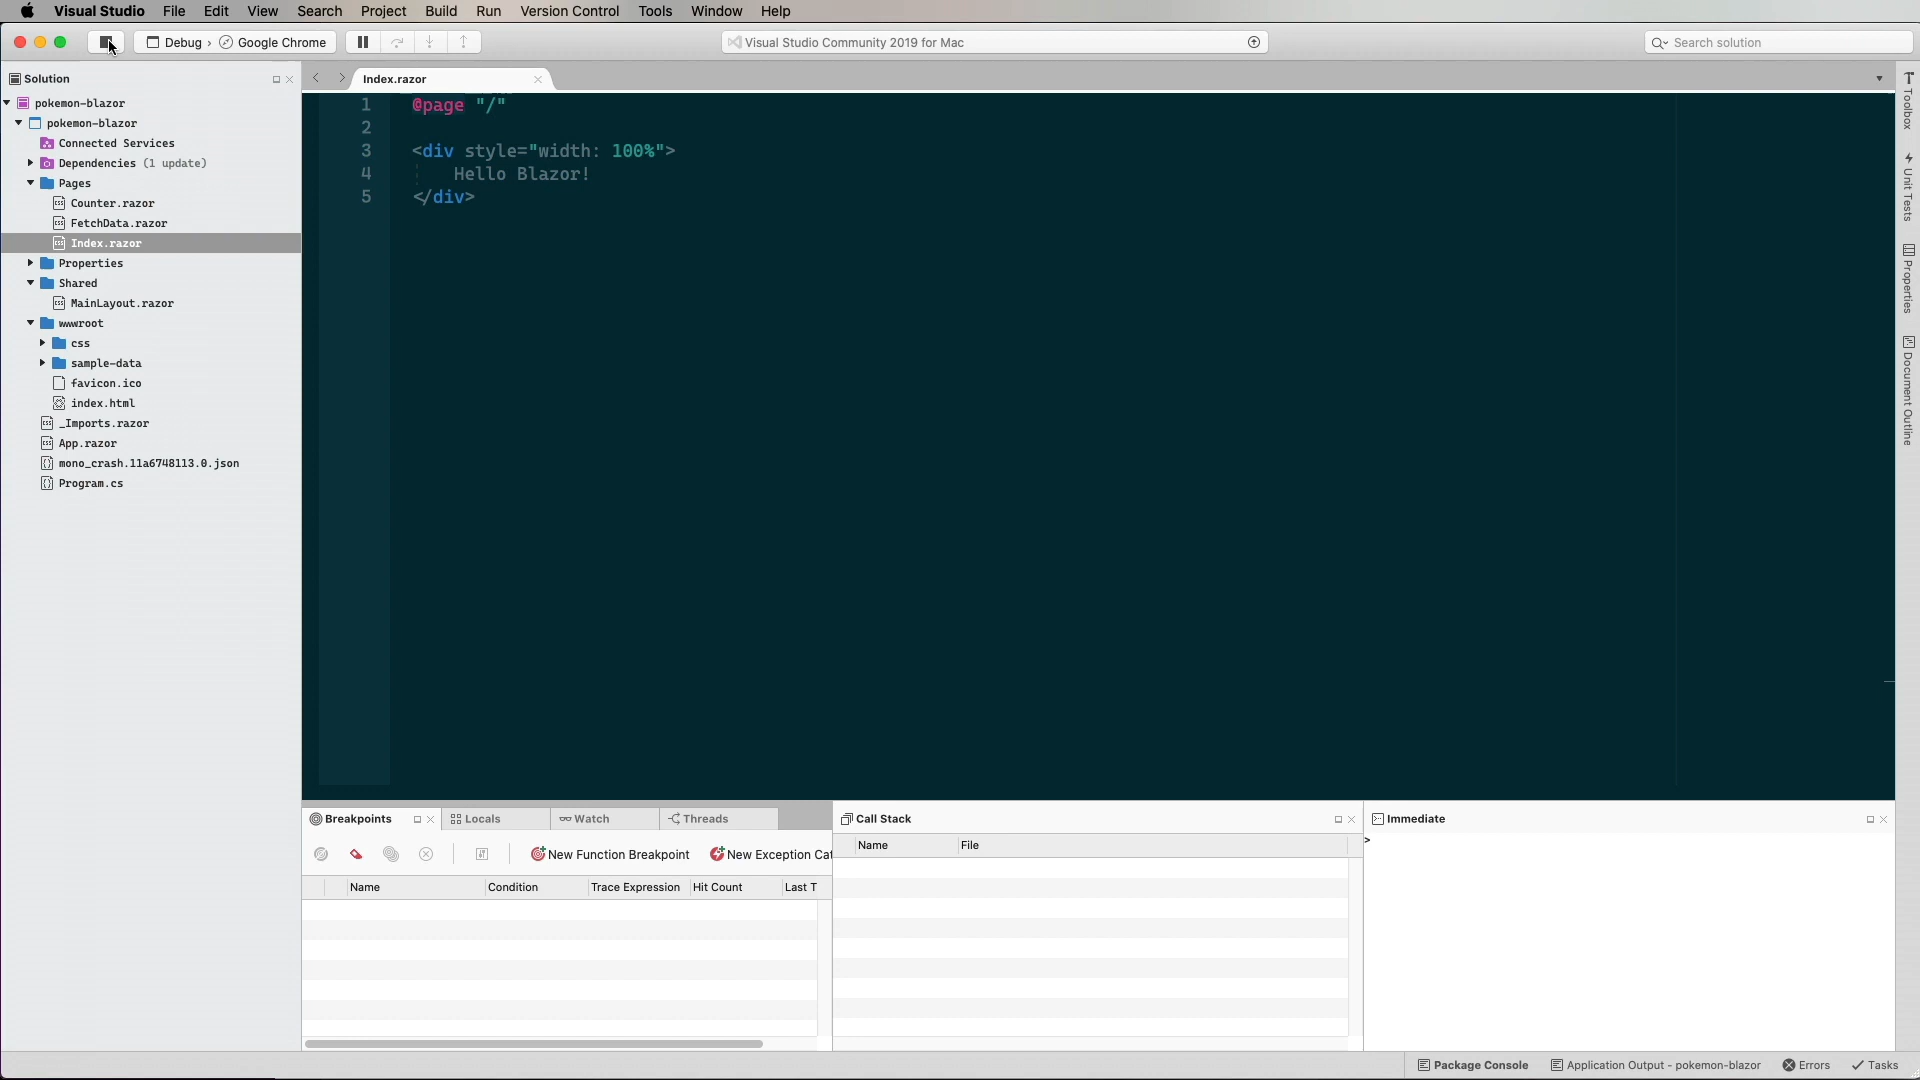 Visual Studio File Edit View Search Project Build Run Version Control Tools Window Help
Debug › Google Chrome
Visual Studio Community 2019 for Mac
Search solution
Solution
Index.razor
pokemon-blazor
pokemon-blazor
Connected Services
Dependencies (1 update)
Pages
Counter.razor
FetchData.razor
Index.razor
Properties
Shared
MainLayout.razor
wwwroot
css
sample-data
favicon.ico
index.html
_Imports.razor
App.razor
mono_crash.11a6748113.0.json
Program.cs
1 @page "/"
2
3 <div style="width: 100%">
4 Hello Blazor!
5 </div>
Toolbox
Unit Tests
Properties
Document Outline
Breakpoints Locals Watch Threads
New Function Breakpoint New Exception Cat
Name Condition Trace Expression Hit Count Last T
Call Stack
Name File
Immediate
>
Package Console Application Output - pokemon-blazor Errors Tasks